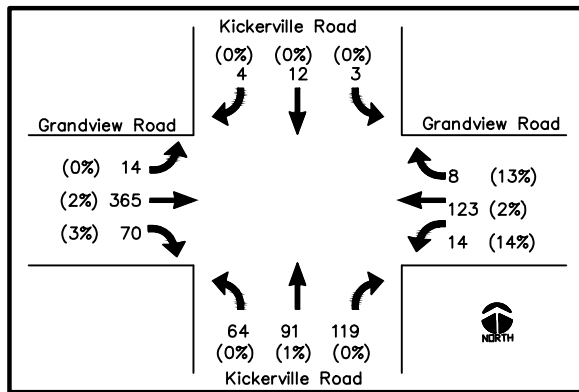 Kickerville Road
(0%) (0%) (0%)
4 12 3
Grandview Road
(0%) 14
(2%) 365
(3%) 70
Grandview Road
8 (13%)
123 (2%)
14 (14%)
64 91 119
(0%) (1%) (0%)
Kickerville Road
NORTH